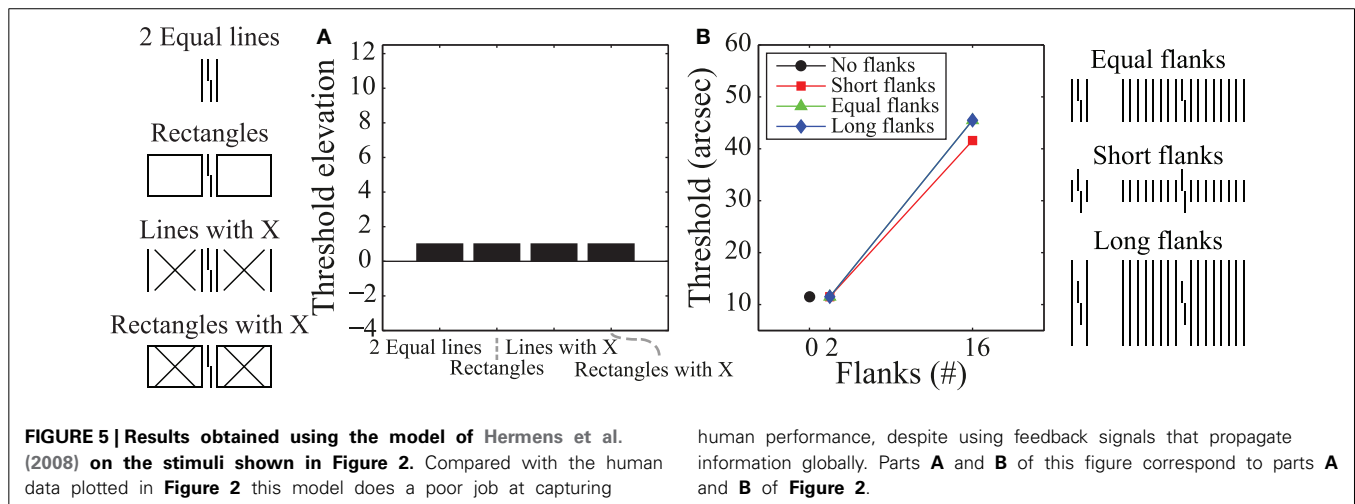 2 Equal lines
Rectangles
Lines with X
Rectangles with X
A
Threshold elevation
12
10
8
6
4
2
0
−2
−4
2 Equal lines
Lines with X
Rectangles
Rectangles with X
B
Threshold (arcsec)
60
50
40
30
20
10
No flanks
Short flanks
Equal flanks
Long flanks
0 2 16
Flanks (#)
Equal flanks
Short flanks
Long flanks
FIGURE 5 | Results obtained using the model of Hermens et al.
(2008) on the stimuli shown in Figure 2. Compared with the human
data plotted in Figure 2 this model does a poor job at capturing
human performance, despite using feedback signals that propagate
information globally. Parts A and B of this figure correspond to parts A
and B of Figure 2.